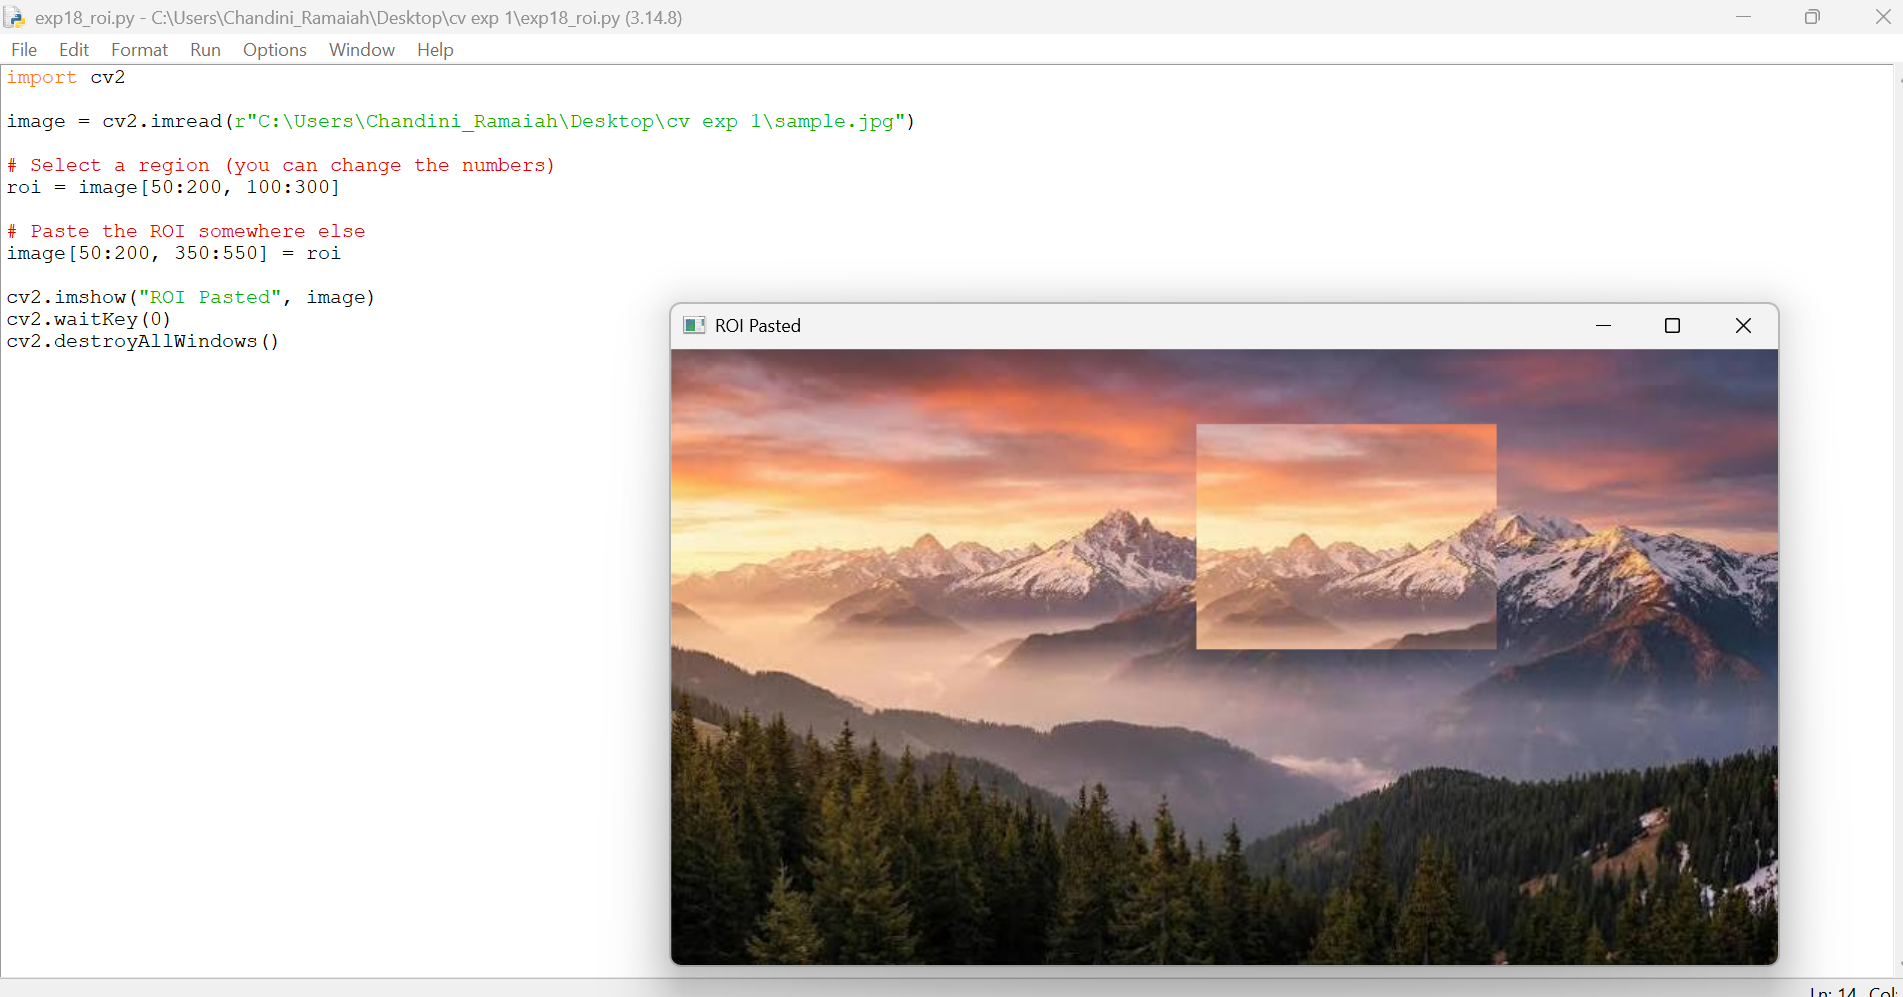 exp18_roi.py - C:\Users\Chandini_Ramaiah\Desktop\cv exp 1\exp18_roi.py (3.14.8)
File Edit Format Run Options Window Help
import cv2
image = cv2.imread(r"C:\Users\Chandini_Ramaiah\Desktop\cv exp 1\sample.jpg")
# Select a region (you can change the numbers)
roi = image[50:200, 100:300]
# Paste the ROI somewhere else
image[50:200, 350:550] = roi
cv2.imshow("ROI Pasted", image)
cv2.waitKey(0)
cv2.destroyAllWindows()
ROI Pasted
Ln: 14 Col: